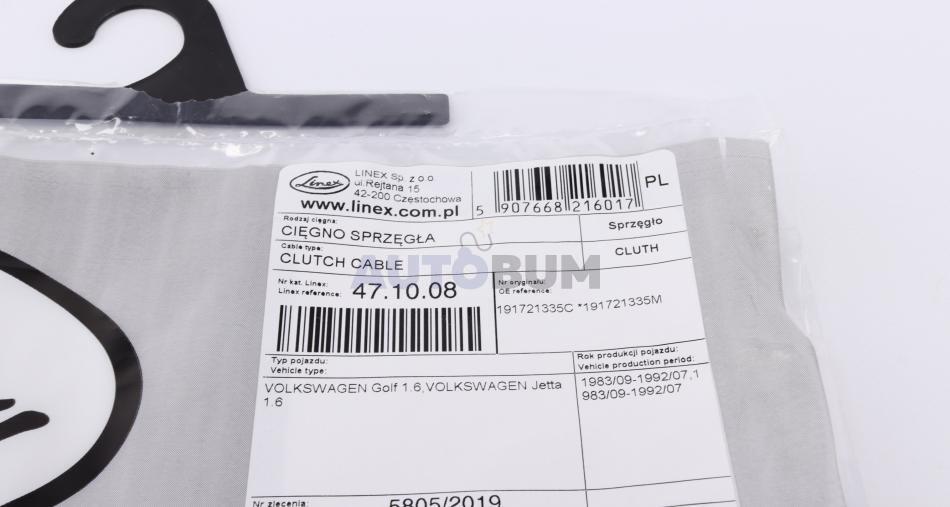 Linex
LINEX Sp. z o.o
ul.Rejtana 15
42-200 Częstochowa
www.linex.com.pl
5 907668 216017
PL
Rodzaj cięgna:
CIĘGNO SPRZĘGŁA
Sprzęgło
Cable type:
CLUTCH CABLE
CLUTH
AUTOBUM
Nr kat. Linex:
Linex reference:
47.10.08
Nr oryginału:
OE reference:
191721335C *191721335M
Typ pojazdu:
Vehicle type:
Rok produkcji pojazdu:
Vehicle production period:
VOLKSWAGEN Golf 1.6,VOLKSWAGEN Jetta
1.6
1983/09-1992/07,1
983/09-1992/07
Nr zlecenia:
5805/2019